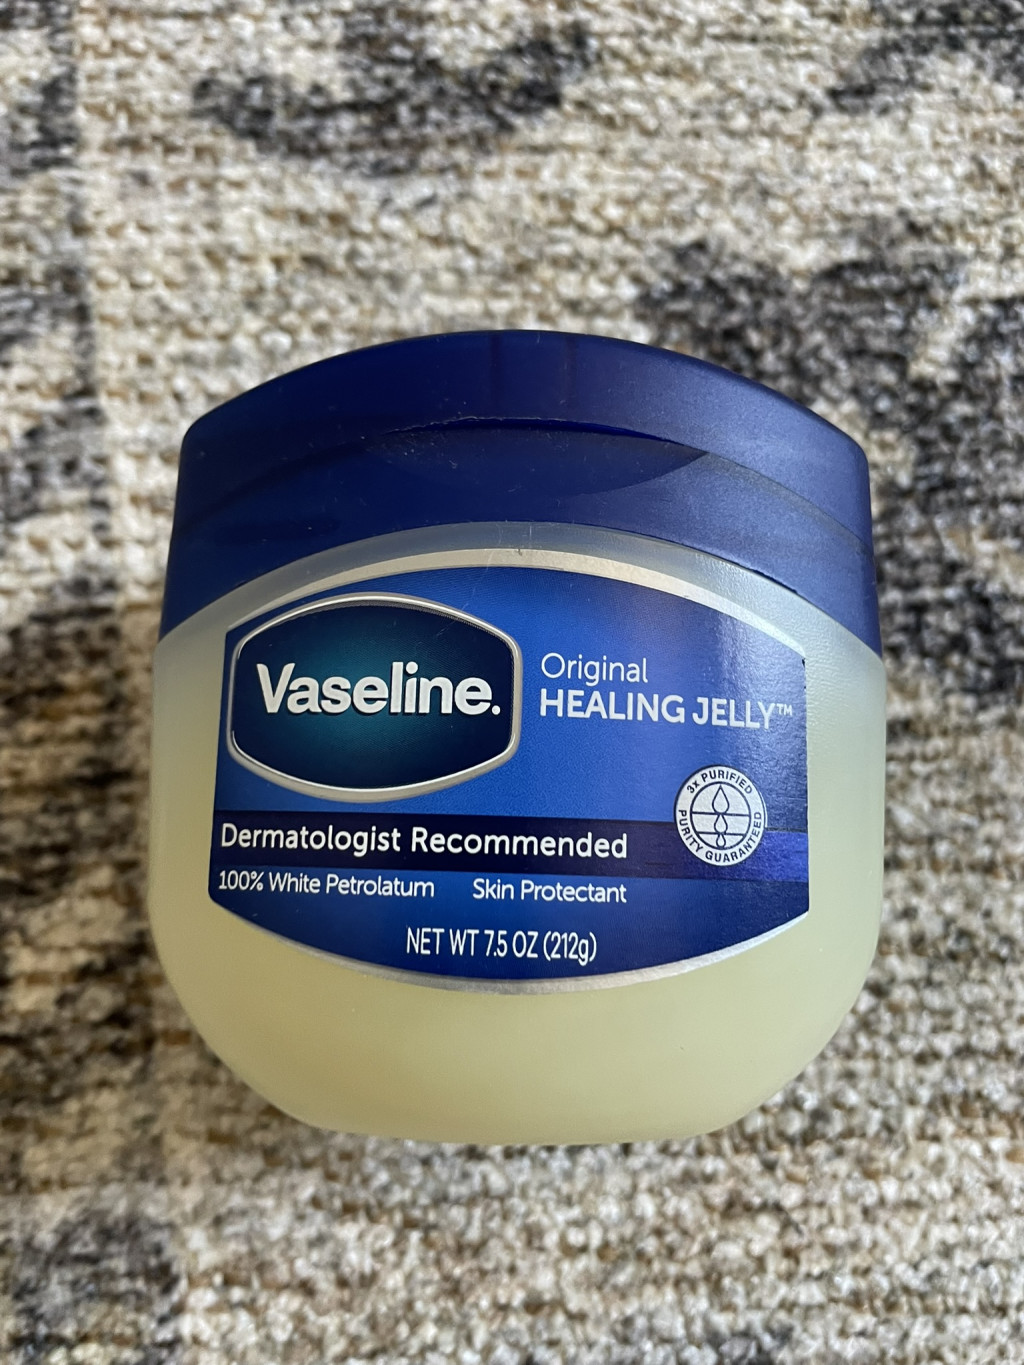 Vaseline.
Original
HEALING JELLY™
3x PURIFIED
PURITY GUARANTEED
Dermatologist Recommended
100% White Petrolatum Skin Protectant
NET WT 7.5 OZ (212g)